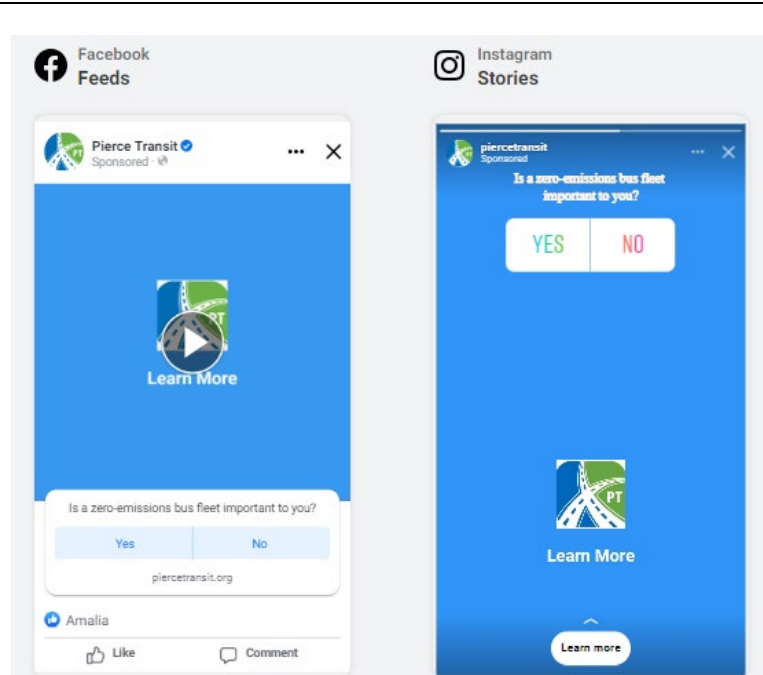 Facebook
Feeds
Pierce Transit
Sponsored ·
PT
Learn More
Is a zero-emissions bus fleet important to you?
Yes No
piercetransit.org
Amalia
Like Comment
Instagram
Stories
piercetransit
Sponsored
Is a zero-emissions bus fleet
important to you?
YES NO
PT
Learn More
Learn more